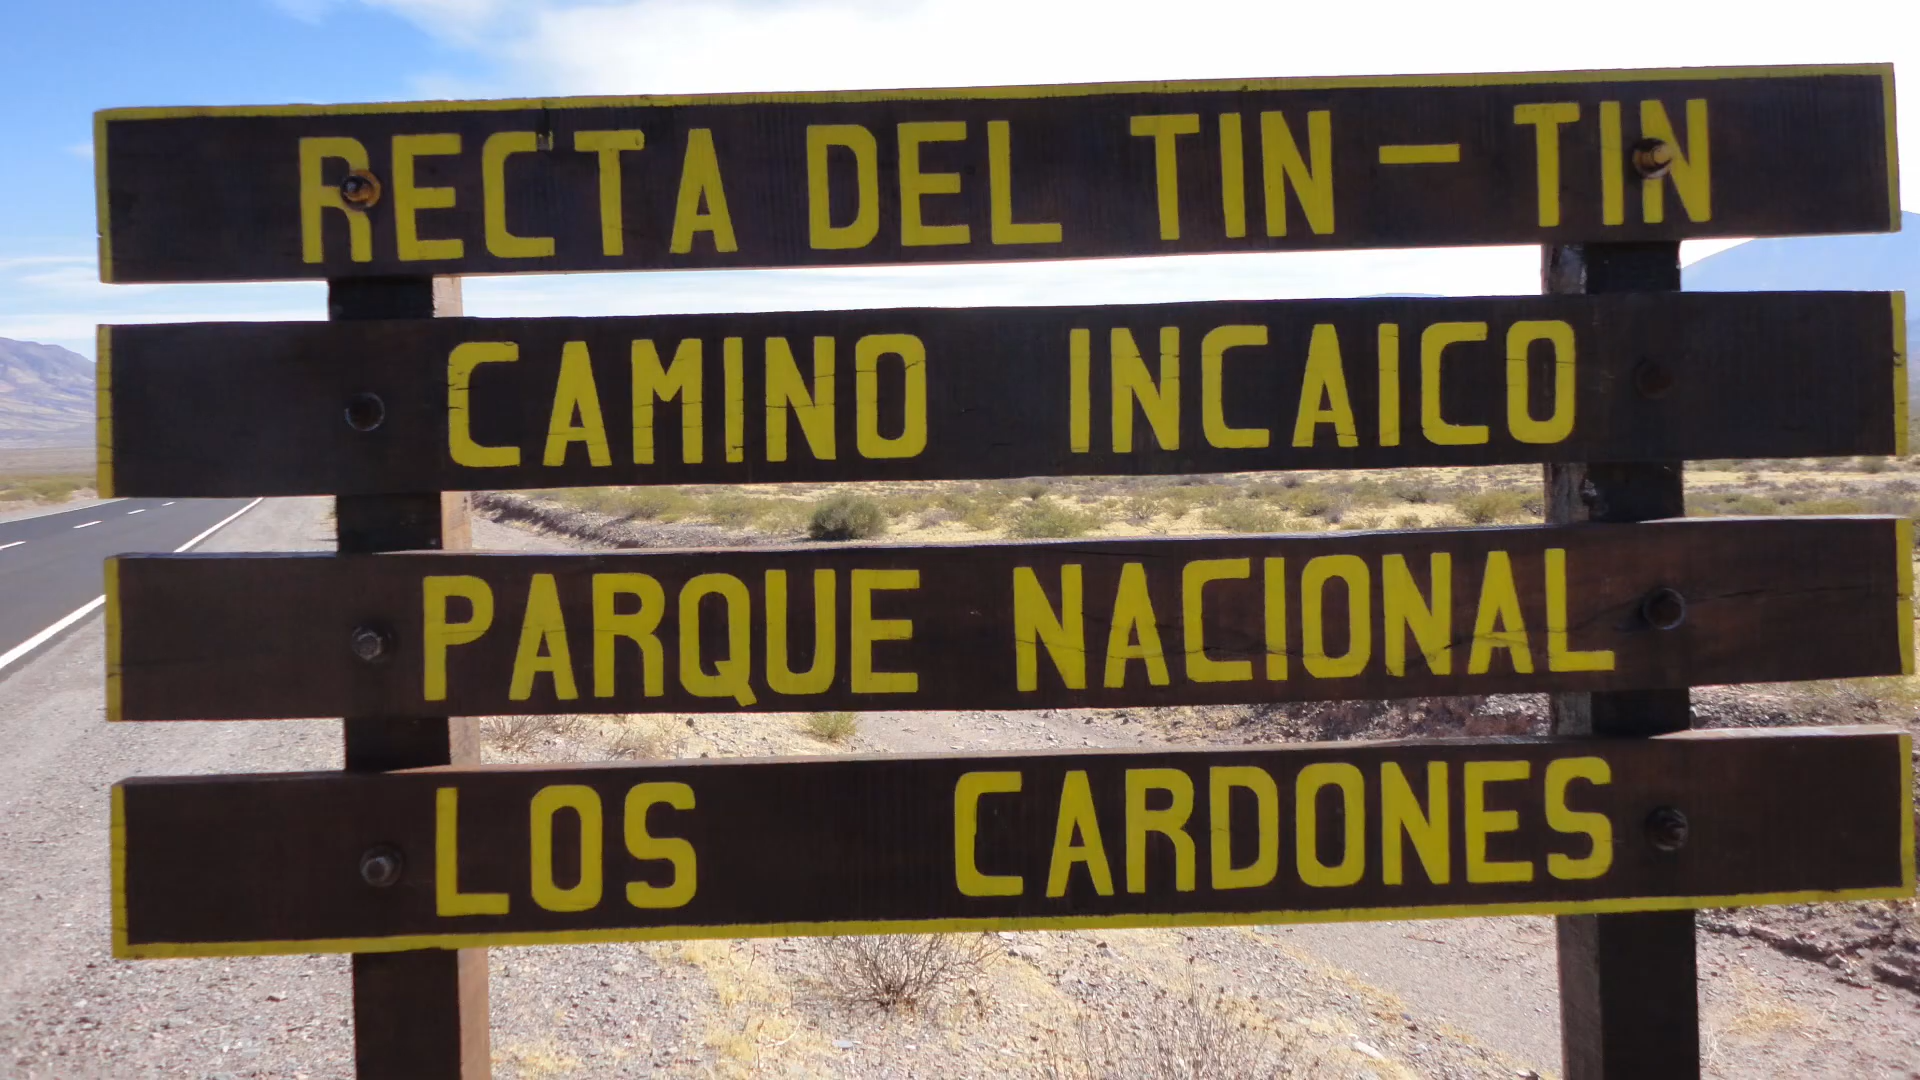 RECTA DEL TIN - TIN
CAMINO INCAICO
PARQUE NACIONAL
LOS CARDONES